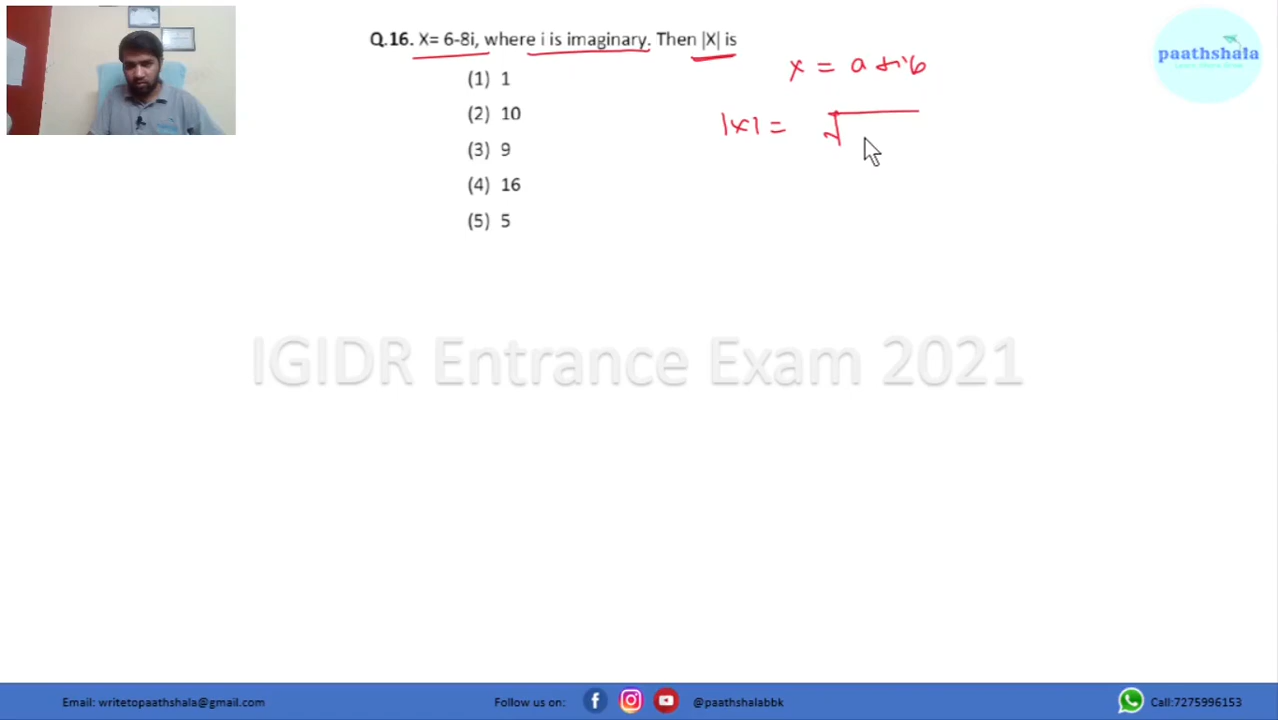 Q.16. X= 6-8i, where i is imaginary. Then |X| is
(1) 1
(2) 10
(3) 9
(4) 16
(5) 5
x = a+ib
|x| = √
paathshala
IGIDR Entrance Exam 2021
Email: writetopaathshala@gmail.com
Follow us on:
@paathshalabbk
Call:7275996153